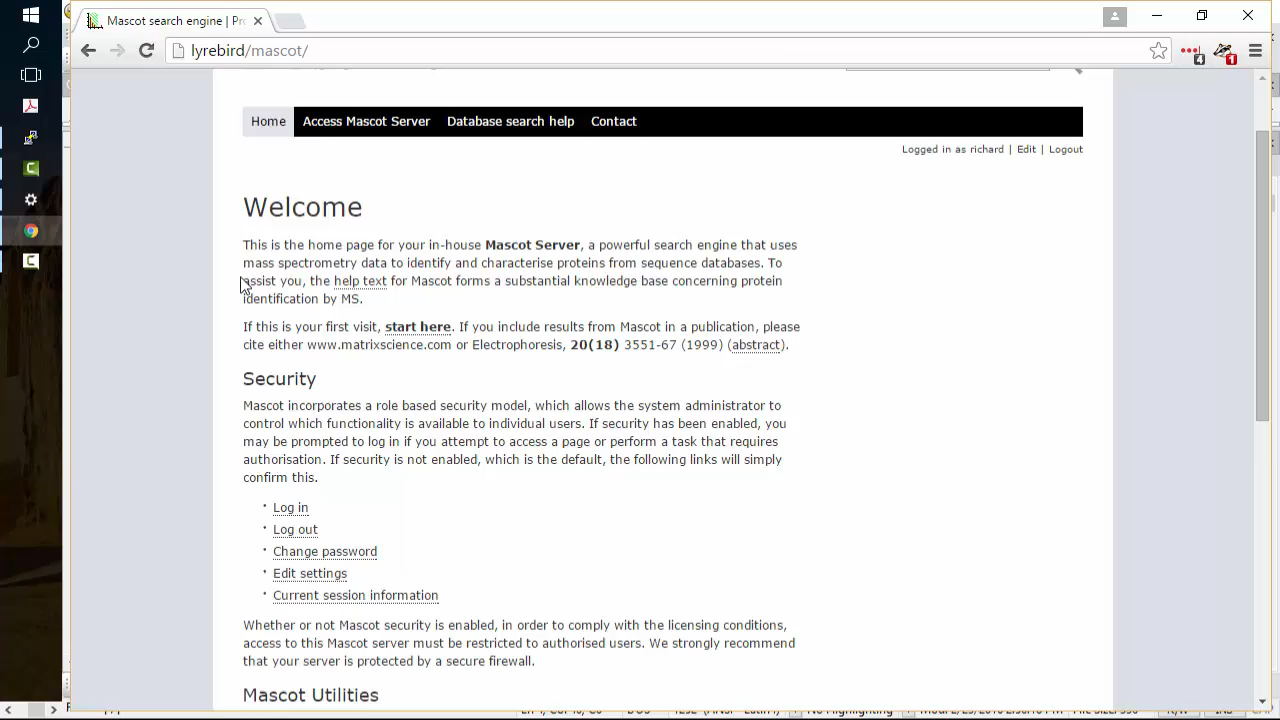 Mascot search engine | Pr
lyrebird/mascot/
4
1
Home Access Mascot Server Database search help Contact
Logged in as richard | Edit | Logout
Welcome
This is the home page for your in-house Mascot Server, a powerful search engine that uses
mass spectrometry data to identify and characterise proteins from sequence databases. To
assist you, the help text for Mascot forms a substantial knowledge base concerning protein
identification by MS.
If this is your first visit, start here. If you include results from Mascot in a publication, please
cite either www.matrixscience.com or Electrophoresis, 20(18) 3551-67 (1999) (abstract).
Security
Mascot incorporates a role based security model, which allows the system administrator to
control which functionality is available to individual users. If security has been enabled, you
may be prompted to log in if you attempt to access a page or perform a task that requires
authorisation. If security is not enabled, which is the default, the following links will simply
confirm this.
· Log in
· Log out
· Change password
· Edit settings
· Current session information
Whether or not Mascot security is enabled, in order to comply with the licensing conditions,
access to this Mascot server must be restricted to authorised users. We strongly recommend
that your server is protected by a secure firewall.
Mascot Utilities